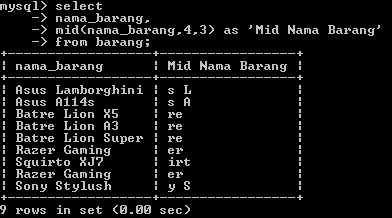 mysql> select
    -> nama_barang,
    -> mid(nama_barang,4,3) as 'Mid Nama Barang'
    -> from barang;
+------------------+-----------------+
| nama_barang      | Mid Nama Barang |
+------------------+-----------------+
| Asus Lamborghini | s L             |
| Asus A114s       | s A             |
| Batre Lion X5    | re              |
| Batre Lion A3    | re              |
| Batre Lion Super | re              |
| Razer Gaming     | er              |
| Squirto XJ7      | irt             |
| Razer Gaming     | er              |
| Sony Stylush     | y S             |
+------------------+-----------------+
9 rows in set (0.00 sec)